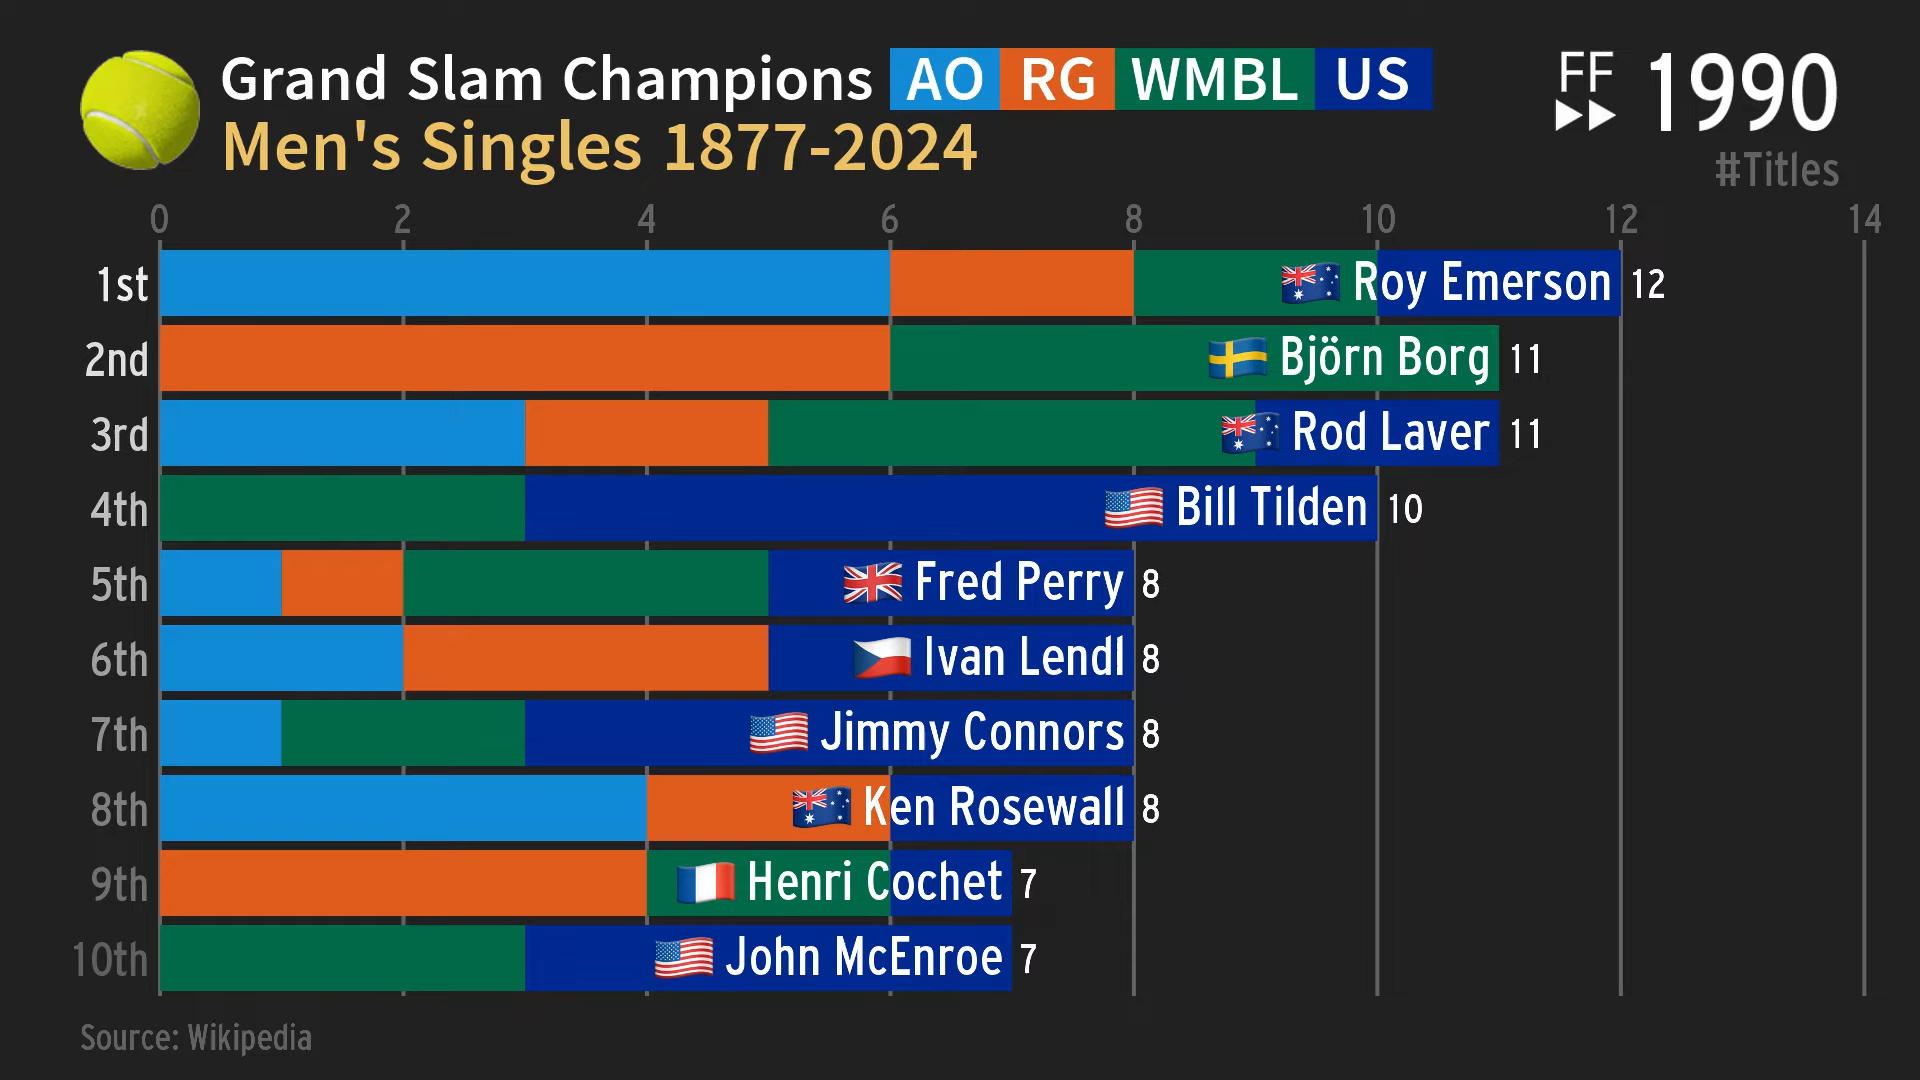 Grand Slam Champions AO RG WMBL US
Men's Singles 1877-2024
FF 1990
#Titles
0 2 4 6 8 10 12 14
1st Roy Emerson 12
2nd Björn Borg 11
3rd Rod Laver 11
4th Bill Tilden 10
5th Fred Perry 8
6th Ivan Lendl 8
7th Jimmy Connors 8
8th Ken Rosewall 8
9th Henri Cochet 7
10th John McEnroe 7
Source: Wikipedia